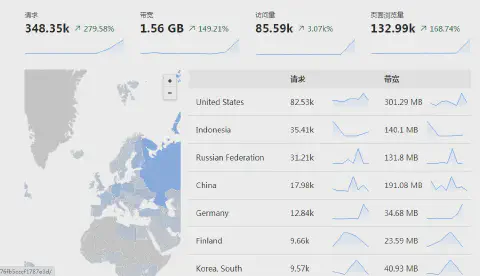 请求 带宽 访问量 页面浏览量
348.35k ↗ 279.58% 1.56 GB ↗ 149.21% 85.59k ↗ 3.07k% 132.99k ↗ 168.74%
+
−
请求 带宽
United States 82.53k 301.29 MB
Indonesia 35.41k 140.1 MB
Russian Federation 31.21k 131.8 MB
China 17.98k 191.08 MB
Germany 12.84k 34.68 MB
Finland 9.66k 23.59 MB
Korea, South 9.57k 40.93 MB